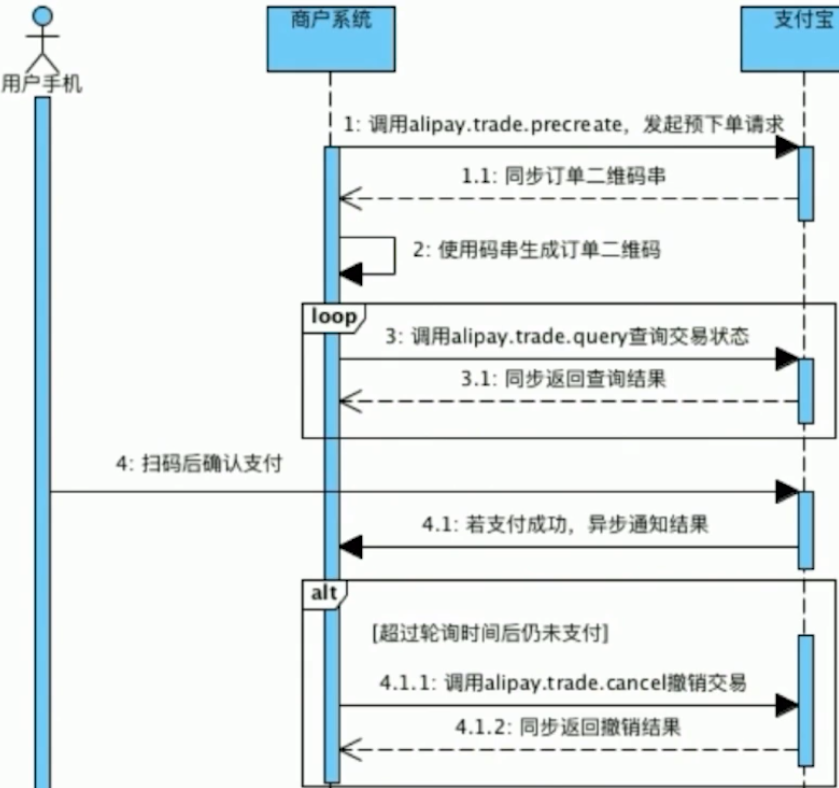 商户系统
支付宝
用户手机
1: 调用alipay.trade.precreate，发起预下单请求
1.1: 同步订单二维码串
2: 使用码串生成订单二维码
loop
3: 调用alipay.trade.query查询交易状态
3.1: 同步返回查询结果
4: 扫码后确认支付
4.1: 若支付成功，异步通知结果
alt
[超过轮询时间后仍未支付]
4.1.1: 调用alipay.trade.cancel撤销交易
4.1.2: 同步返回撤销结果